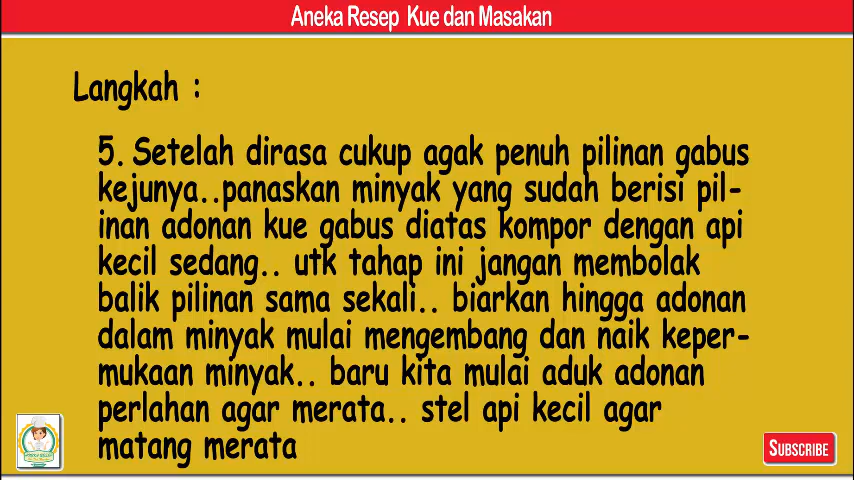 Aneka Resep Kue dan Masakan
Langkah :
5. Setelah dirasa cukup agak penuh pilinan gabus
kejunya..panaskan minyak yang sudah berisi pil-
inan adonan kue gabus diatas kompor dengan api
kecil sedang.. utk tahap ini jangan membolak
balik pilinan sama sekali.. biarkan hingga adonan
dalam minyak mulai mengembang dan naik keper-
mukaan minyak.. baru kita mulai aduk adonan
perlahan agar merata.. stel api kecil agar
matang merata
SUBSCRIBE